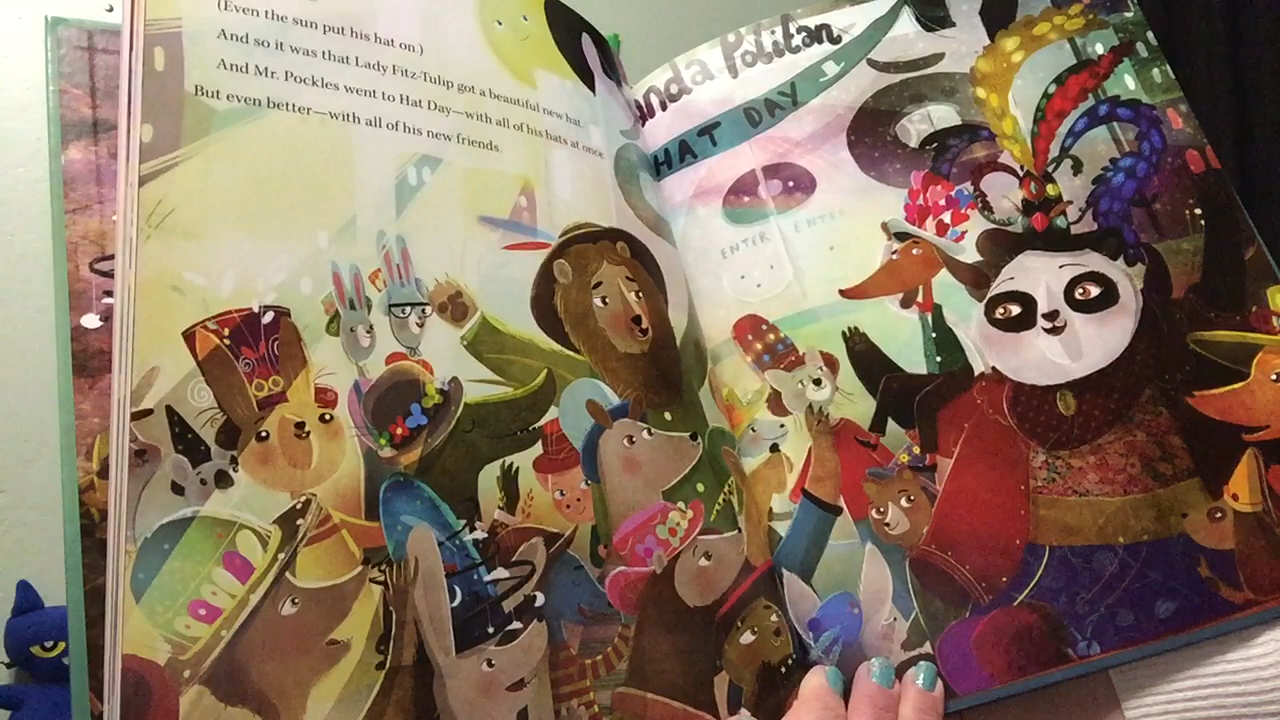 (Even the sun put his hat on.)
And so it was that Lady Fitz-Tulip got a beautiful new hat.
And Mr. Pockles went to Hat Day—with all of his hats at once.
But even better—with all of his new friends.
Politan
HAT DAY
ENTER ENTER